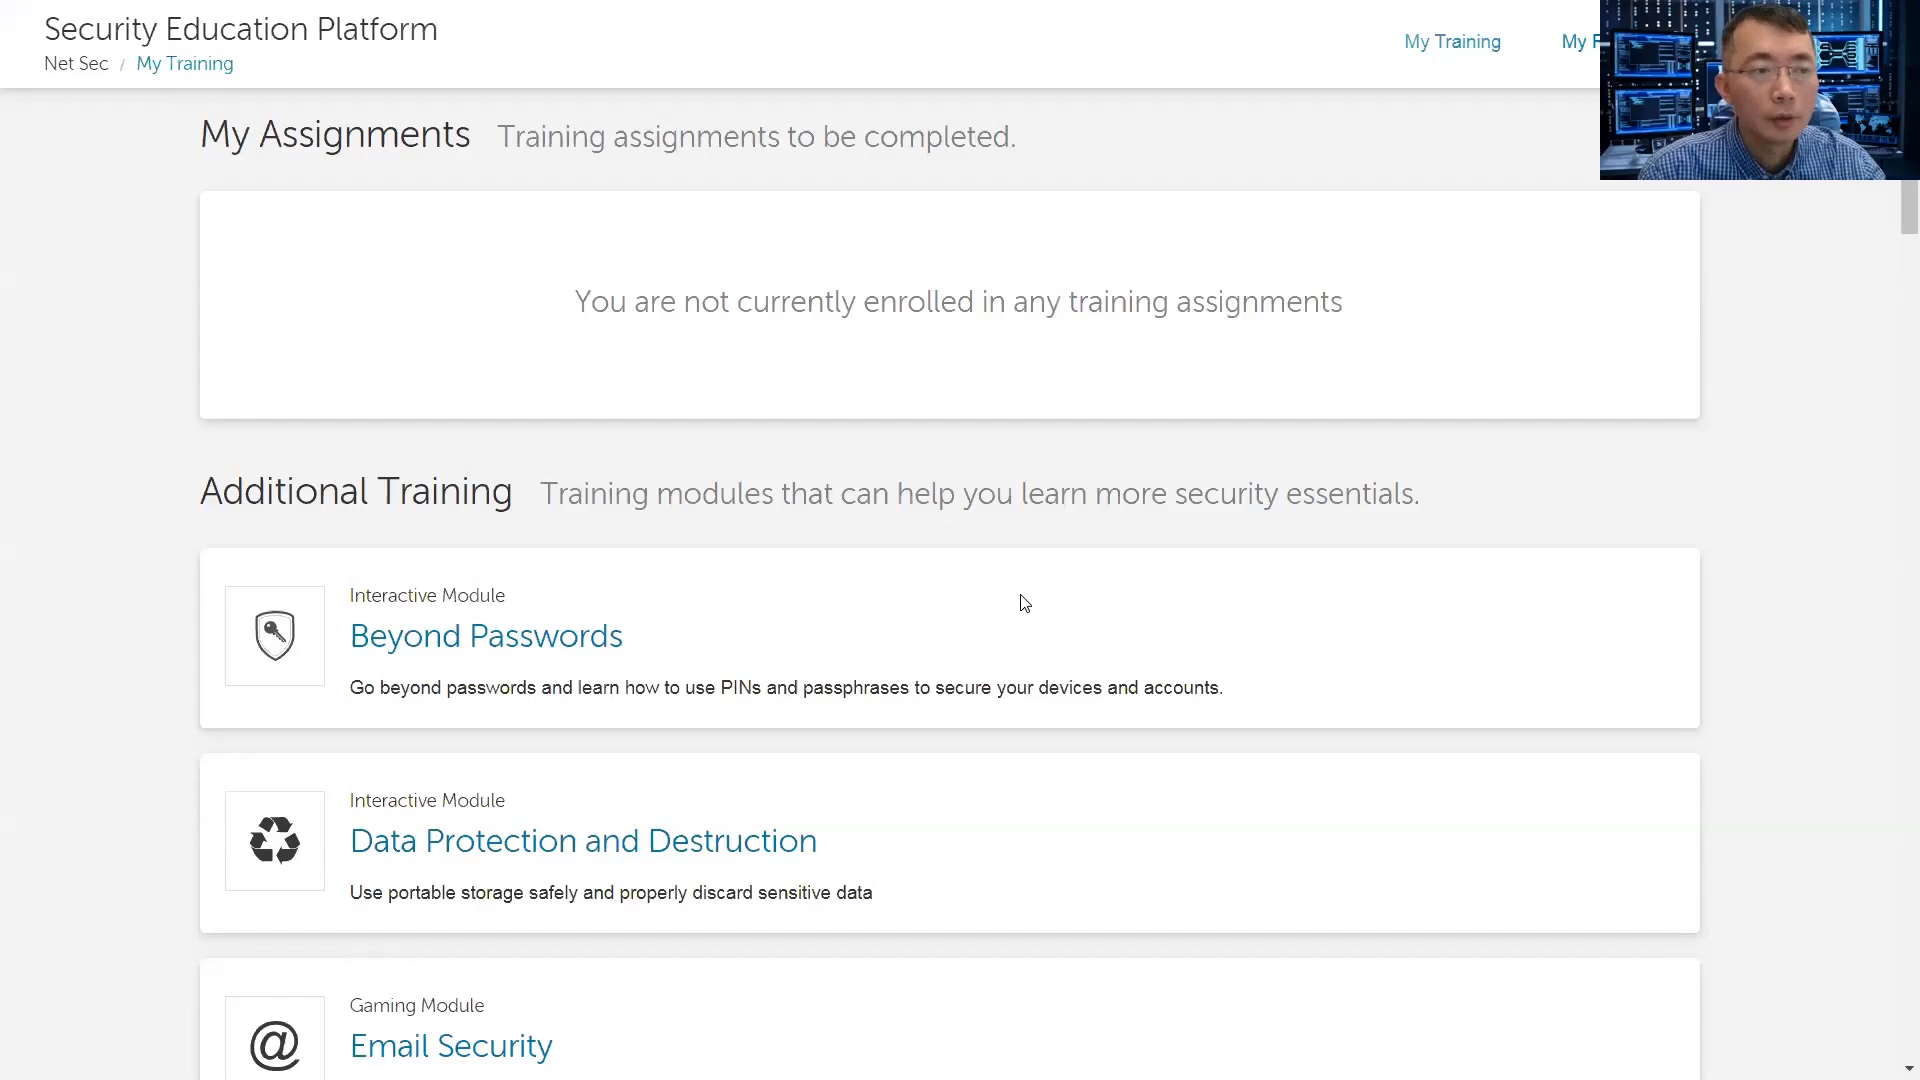 Security Education Platform
Net Sec / My Training
My Training
My
My Assignments Training assignments to be completed.
You are not currently enrolled in any training assignments
Additional Training Training modules that can help you learn more security essentials.
Interactive Module
Beyond Passwords
Go beyond passwords and learn how to use PINs and passphrases to secure your devices and accounts.
Interactive Module
Data Protection and Destruction
Use portable storage safely and properly discard sensitive data
Gaming Module
@
Email Security